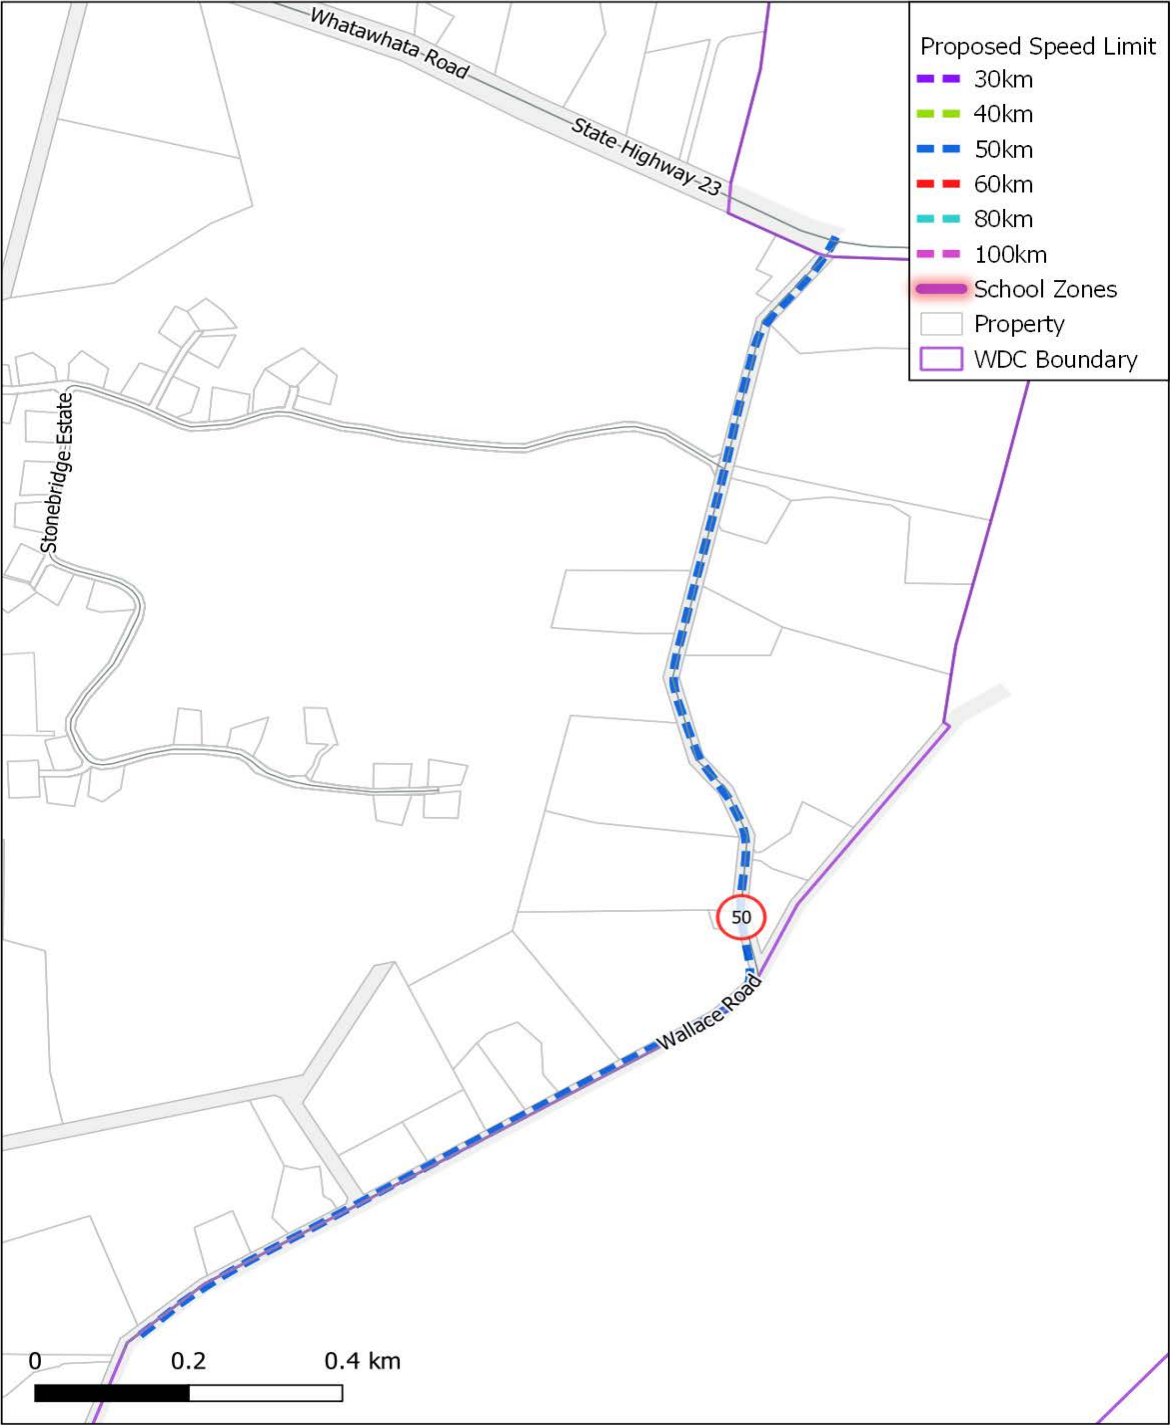 Whatawhata Road
State Highway 23
Proposed Speed Limit
30km
40km
50km
60km
80km
100km
School Zones
Property
WDC Boundary
Stonebridge Estate
50
Wallace Road
0 0.2 0.4 km